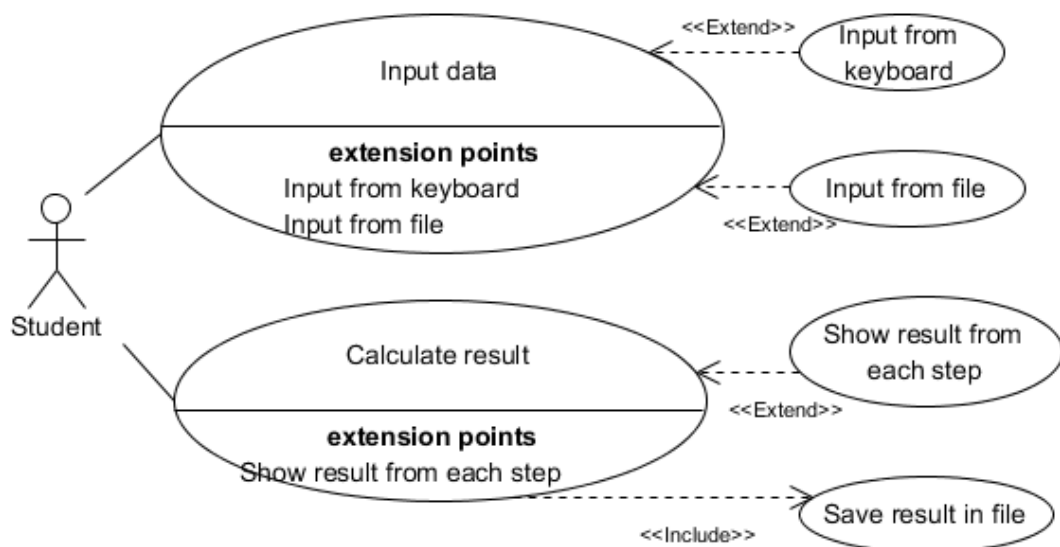 <<Extend>>
Input from
keyboard
Input data
extension points
Input from keyboard
Input from file
Input from file
<<Extend>>
Student
Calculate result
extension points
Show result from each step
Show result from
each step
<<Extend>>
Save result in file
<<Include>>